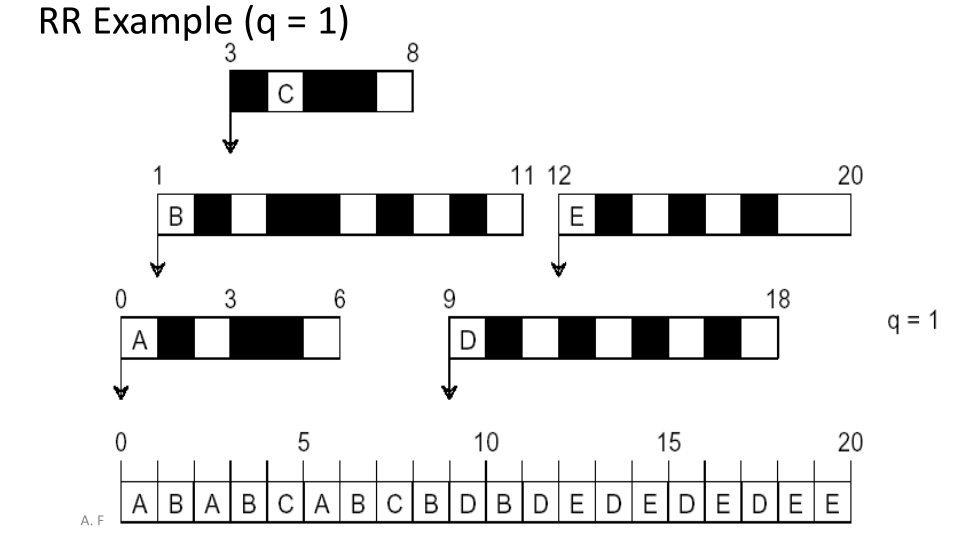 RR Example (q = 1)
3 8
C
1 11 12 20
B E
0 3 6 9 18
q = 1
A D
0 5 10 15 20
A B A B C A B C B D B D E D E D E D E E
A. F